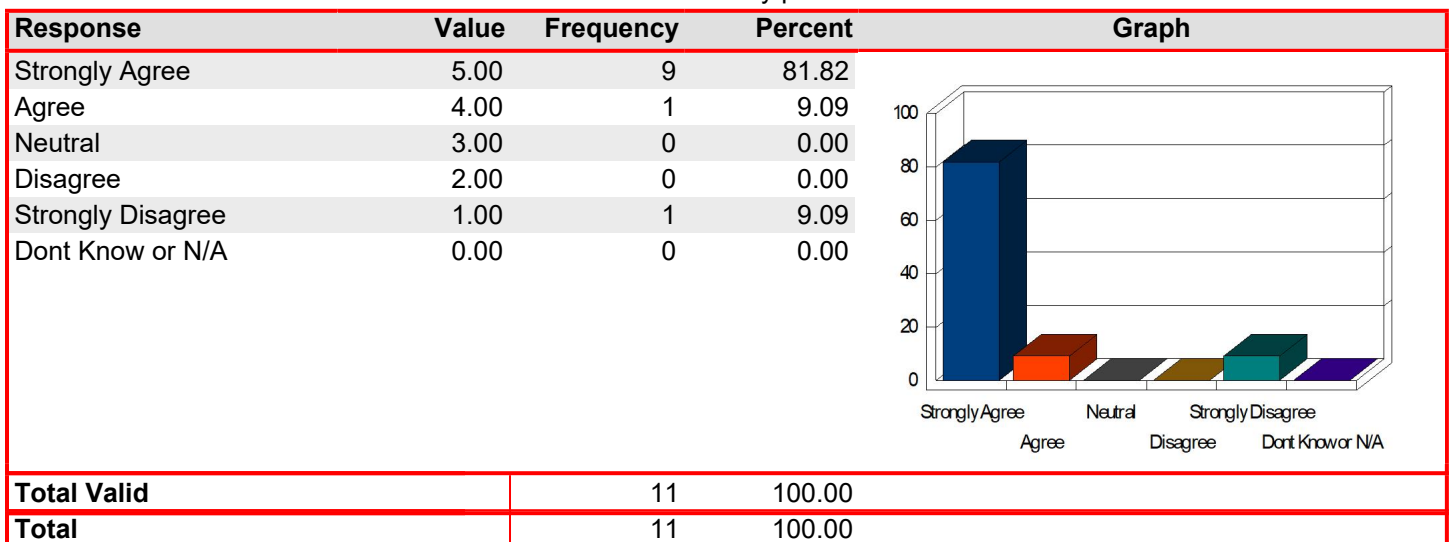 Response Value Frequency Percent Graph
Strongly Agree 5.00 9 81.82
Agree 4.00 1 9.09
Neutral 3.00 0 0.00
Disagree 2.00 0 0.00
Strongly Disagree 1.00 1 9.09
Dont Know or N/A 0.00 0 0.00
100
80
60
40
20
0
Strongly Agree Neutral Strongly Disagree
Agree Disagree Dont Know or N/A
Total Valid 11 100.00
Total 11 100.00